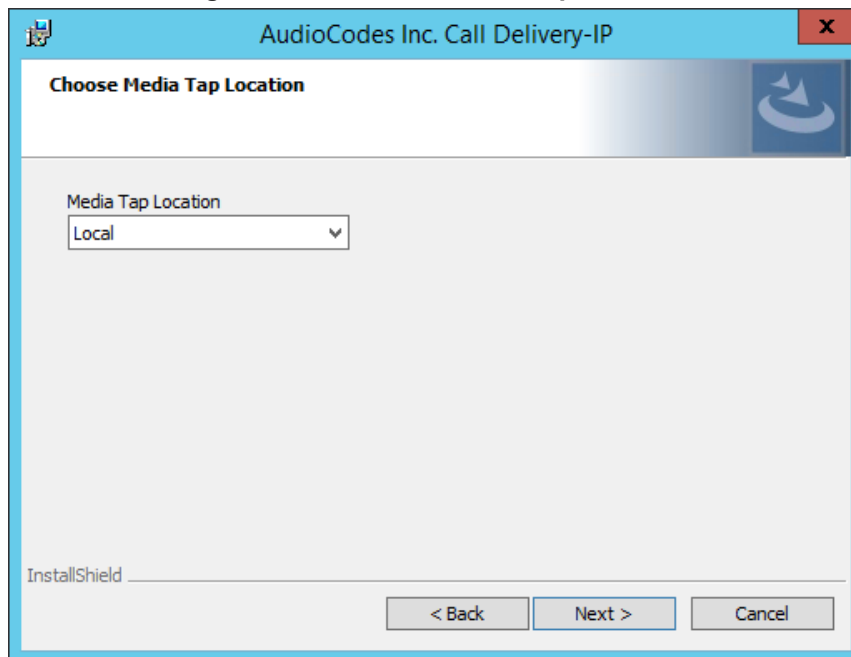 AudioCodes Inc. Call Delivery-IP
x
Choose Media Tap Location
Media Tap Location
Local
InstallShield
< Back Next > Cancel